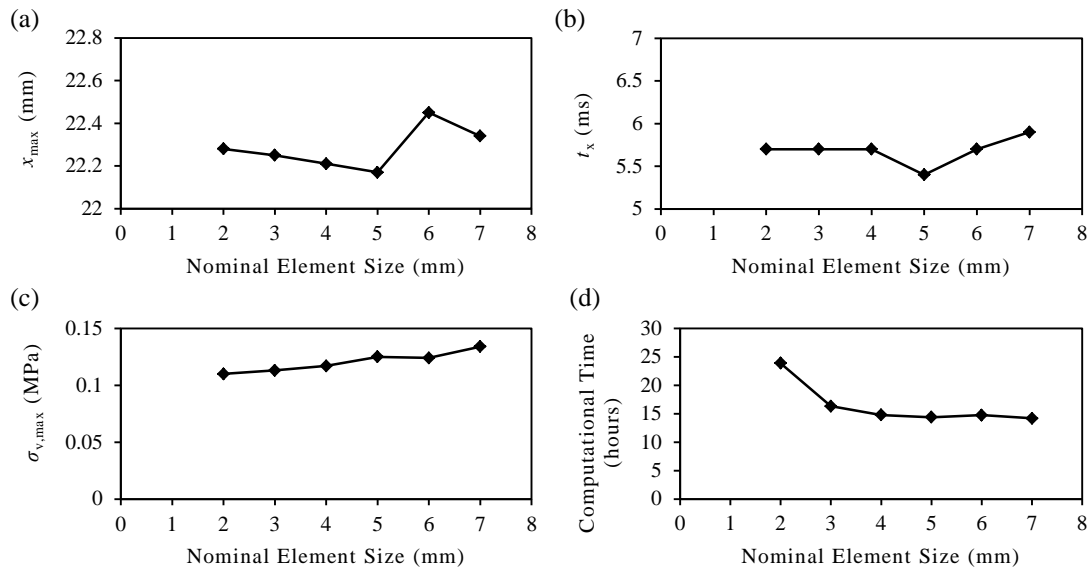 (a)
22.8
22.6
22.4
22.2
22
x_max (mm)
0 1 2 3 4 5 6 7 8
Nominal Element Size (mm)
(b)
7
6.5
6
5.5
5
t_x (ms)
0 1 2 3 4 5 6 7 8
Nominal Element Size (mm)
(c)
0.15
0.1
0.05
0
σ_v,max (MPa)
0 1 2 3 4 5 6 7 8
Nominal Element Size (mm)
(d)
30
25
20
15
10
5
0
Computational Time
(hours)
0 1 2 3 4 5 6 7 8
Nominal Element Size (mm)